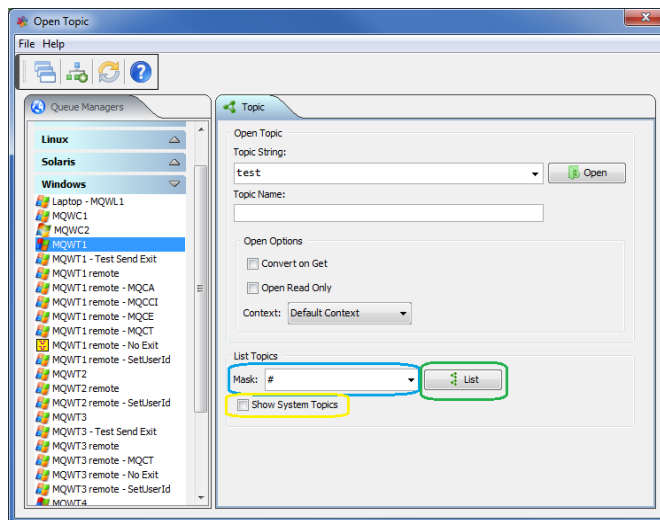 Open Topic
File Help
Queue Managers
Linux
Solaris
Windows
Laptop - MQWL1
MQWC1
MQWC2
MQWT1
MQWT1 - Test Send Exit
MQWT1 remote
MQWT1 remote - MQCA
MQWT1 remote - MQCCI
MQWT1 remote - MQCE
MQWT1 remote - MQCT
MQWT1 remote - No Exit
MQWT1 remote - SetUserId
MQWT2
MQWT2 remote
MQWT2 remote - SetUserId
MQWT3
MQWT3 - Test Send Exit
MQWT3 remote
MQWT3 remote - MQCT
MQWT3 remote - No Exit
MQWT3 remote - SetUserId
MQWT4
Topic
Open Topic
Topic String:
test
Open
Topic Name:
Open Options
Convert on Get
Open Read Only
Context: Default Context
List Topics
Mask: # List
Show System Topics